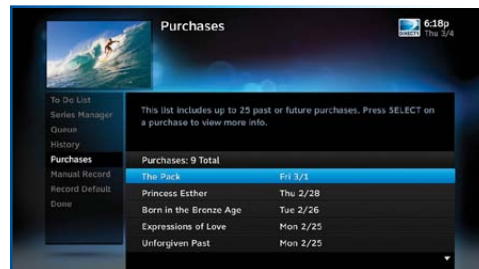 Purchases
DIRECTV
6:18p
Thu 3/4
To Do List
Series Manager
Queue
History
Purchases
Manual Record
Record Default
Done
This list includes up to 25 past or future purchases. Press SELECT on
a purchase to view more info.
Purchases: 9 Total
The Pack Fri 3/1
Princess Esther Thu 2/28
Born in the Bronze Age Tue 2/26
Expressions of Love Mon 2/25
Unforgiven Past Mon 2/25